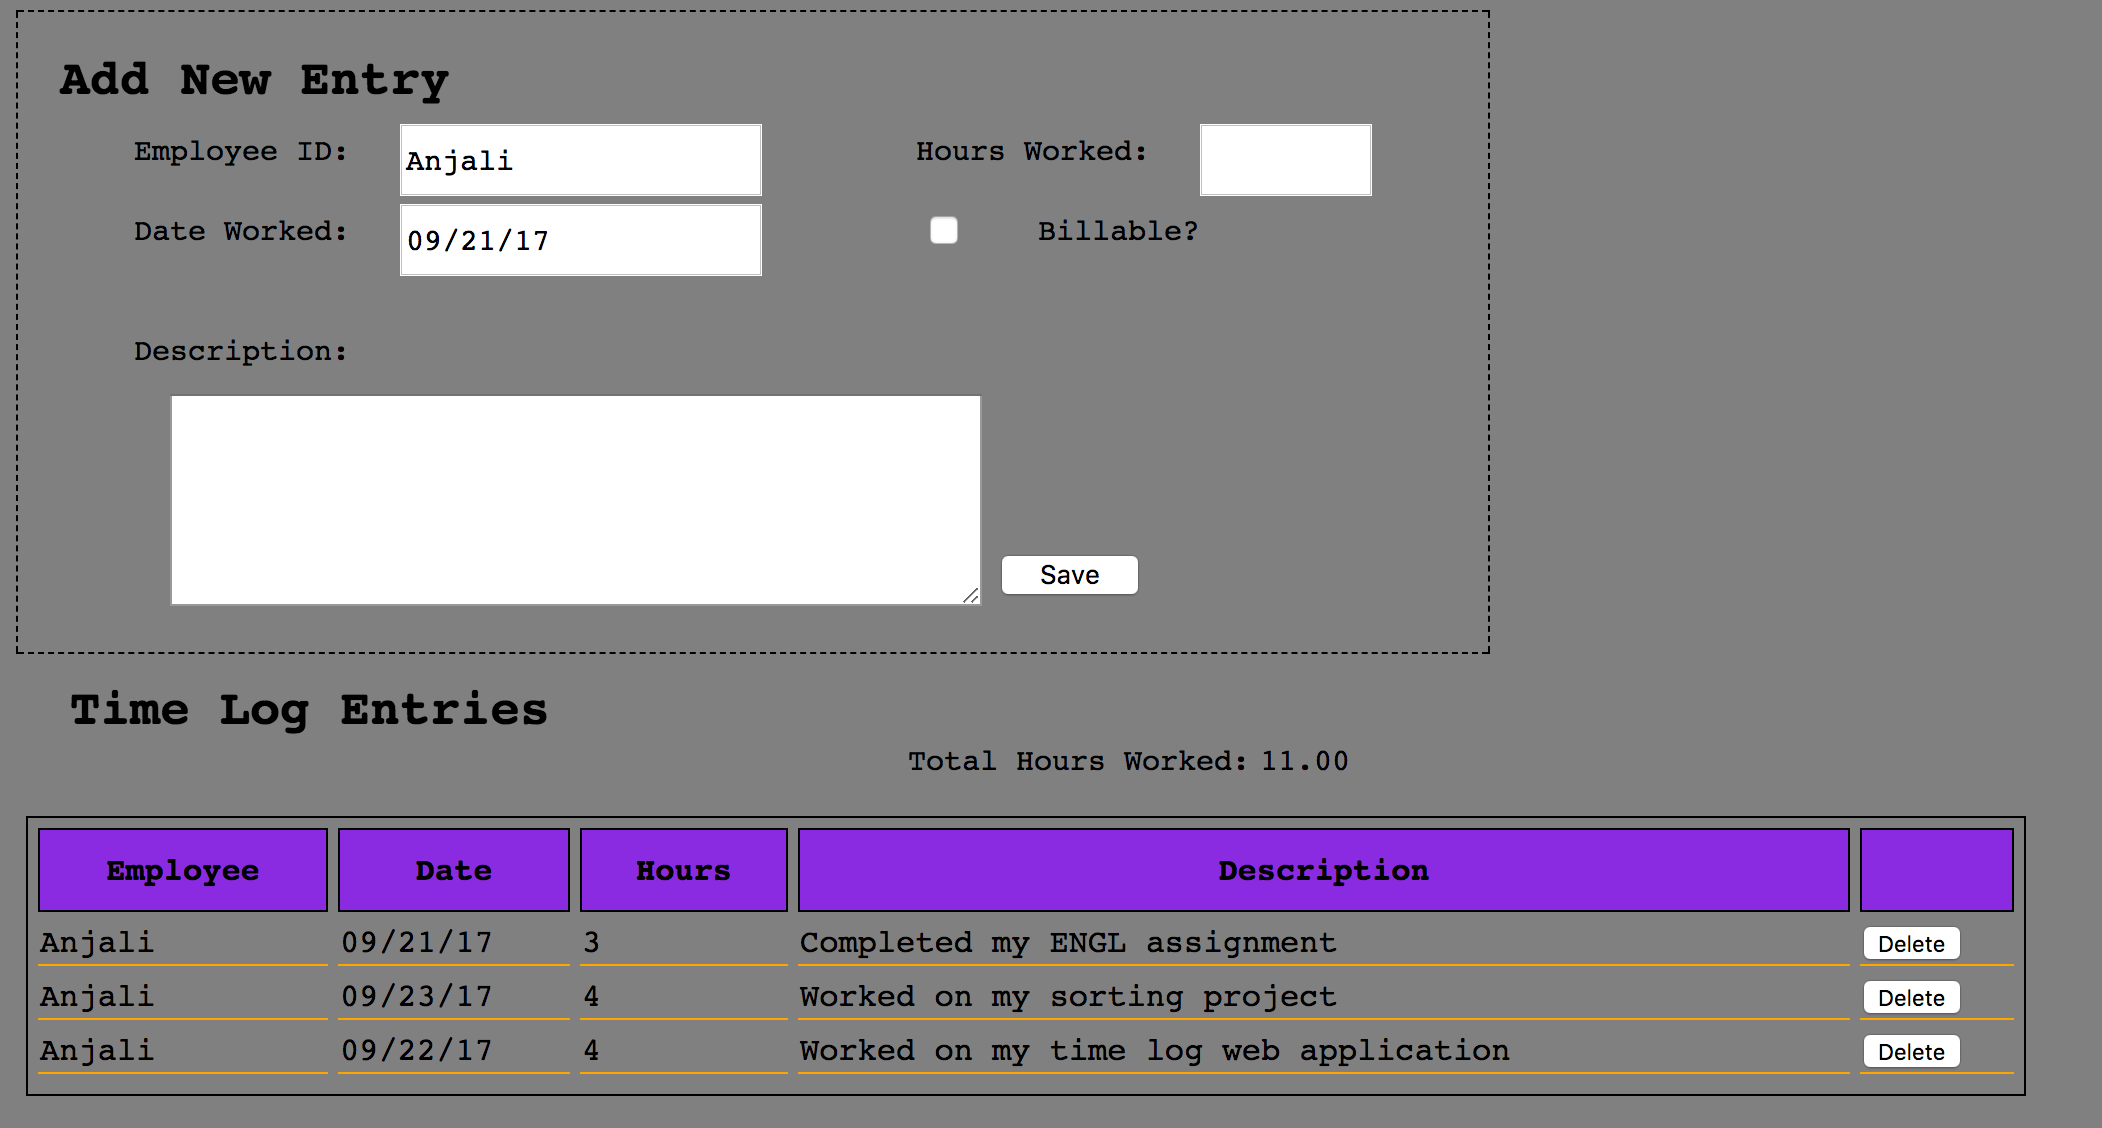 Add New Entry
Employee ID: Anjali Hours Worked:
Date Worked: 09/21/17 Billable?
Description:
Save
Time Log Entries
Total Hours Worked: 11.00
Employee Date Hours Description
Anjali 09/21/17 3 Completed my ENGL assignment Delete
Anjali 09/23/17 4 Worked on my sorting project Delete
Anjali 09/22/17 4 Worked on my time log web application Delete